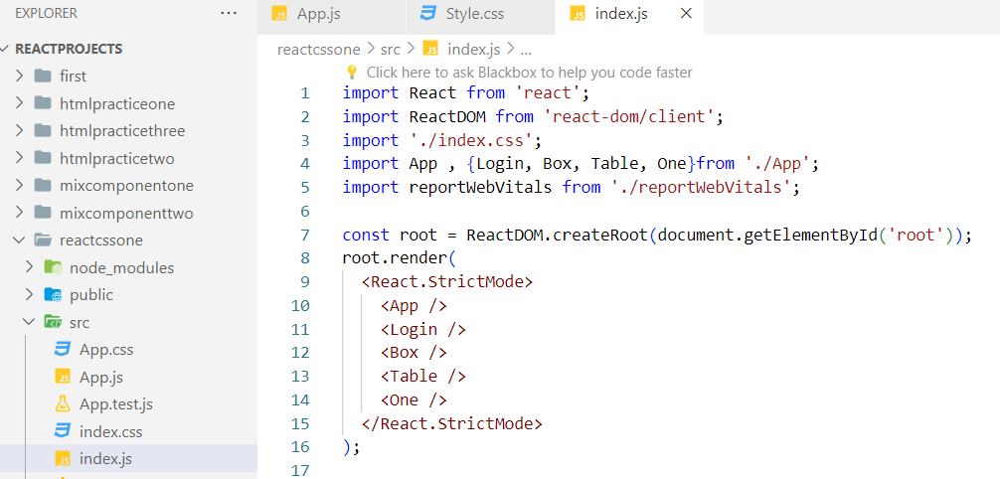 EXPLORER ...
REACTPROJECTS
first
htmlpracticeone
htmlpracticethree
htmlpracticetwo
mixcomponentone
mixcomponenttwo
reactcssone
node_modules
public
src
App.css
JS App.js
App.test.js
index.css
JS index.js
JS App.js
Style.css
JS index.js
reactcssone > src > JS index.js > ...
Click here to ask Blackbox to help you code faster
1 import React from 'react';
2 import ReactDOM from 'react-dom/client';
3 import './index.css';
4 import App , {Login, Box, Table, One}from './App';
5 import reportWebVitals from './reportWebVitals';
6
7 const root = ReactDOM.createRoot(document.getElementById('root'));
8 root.render(
9 <React.StrictMode>
10 <App />
11 <Login />
12 <Box />
13 <Table />
14 <One />
15 </React.StrictMode>
16 );
17